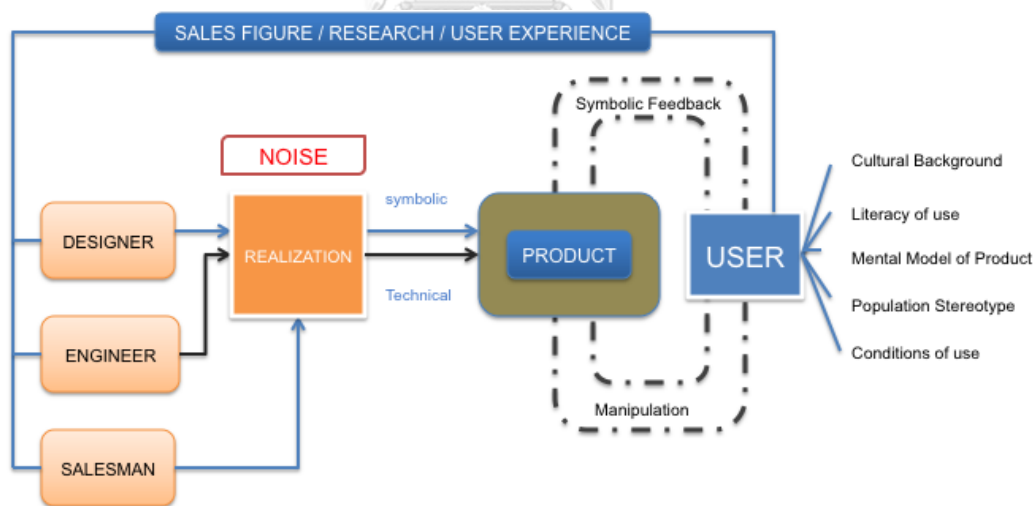 SALES FIGURE / RESEARCH / USER EXPERIENCE
Symbolic Feedback
NOISE
Cultural Background
symbolic
DESIGNER
Literacy of use
REALIZATION
PRODUCT
USER
Mental Model of Product
Technical
Population Stereotype
ENGINEER
Conditions of use
Manipulation
SALESMAN